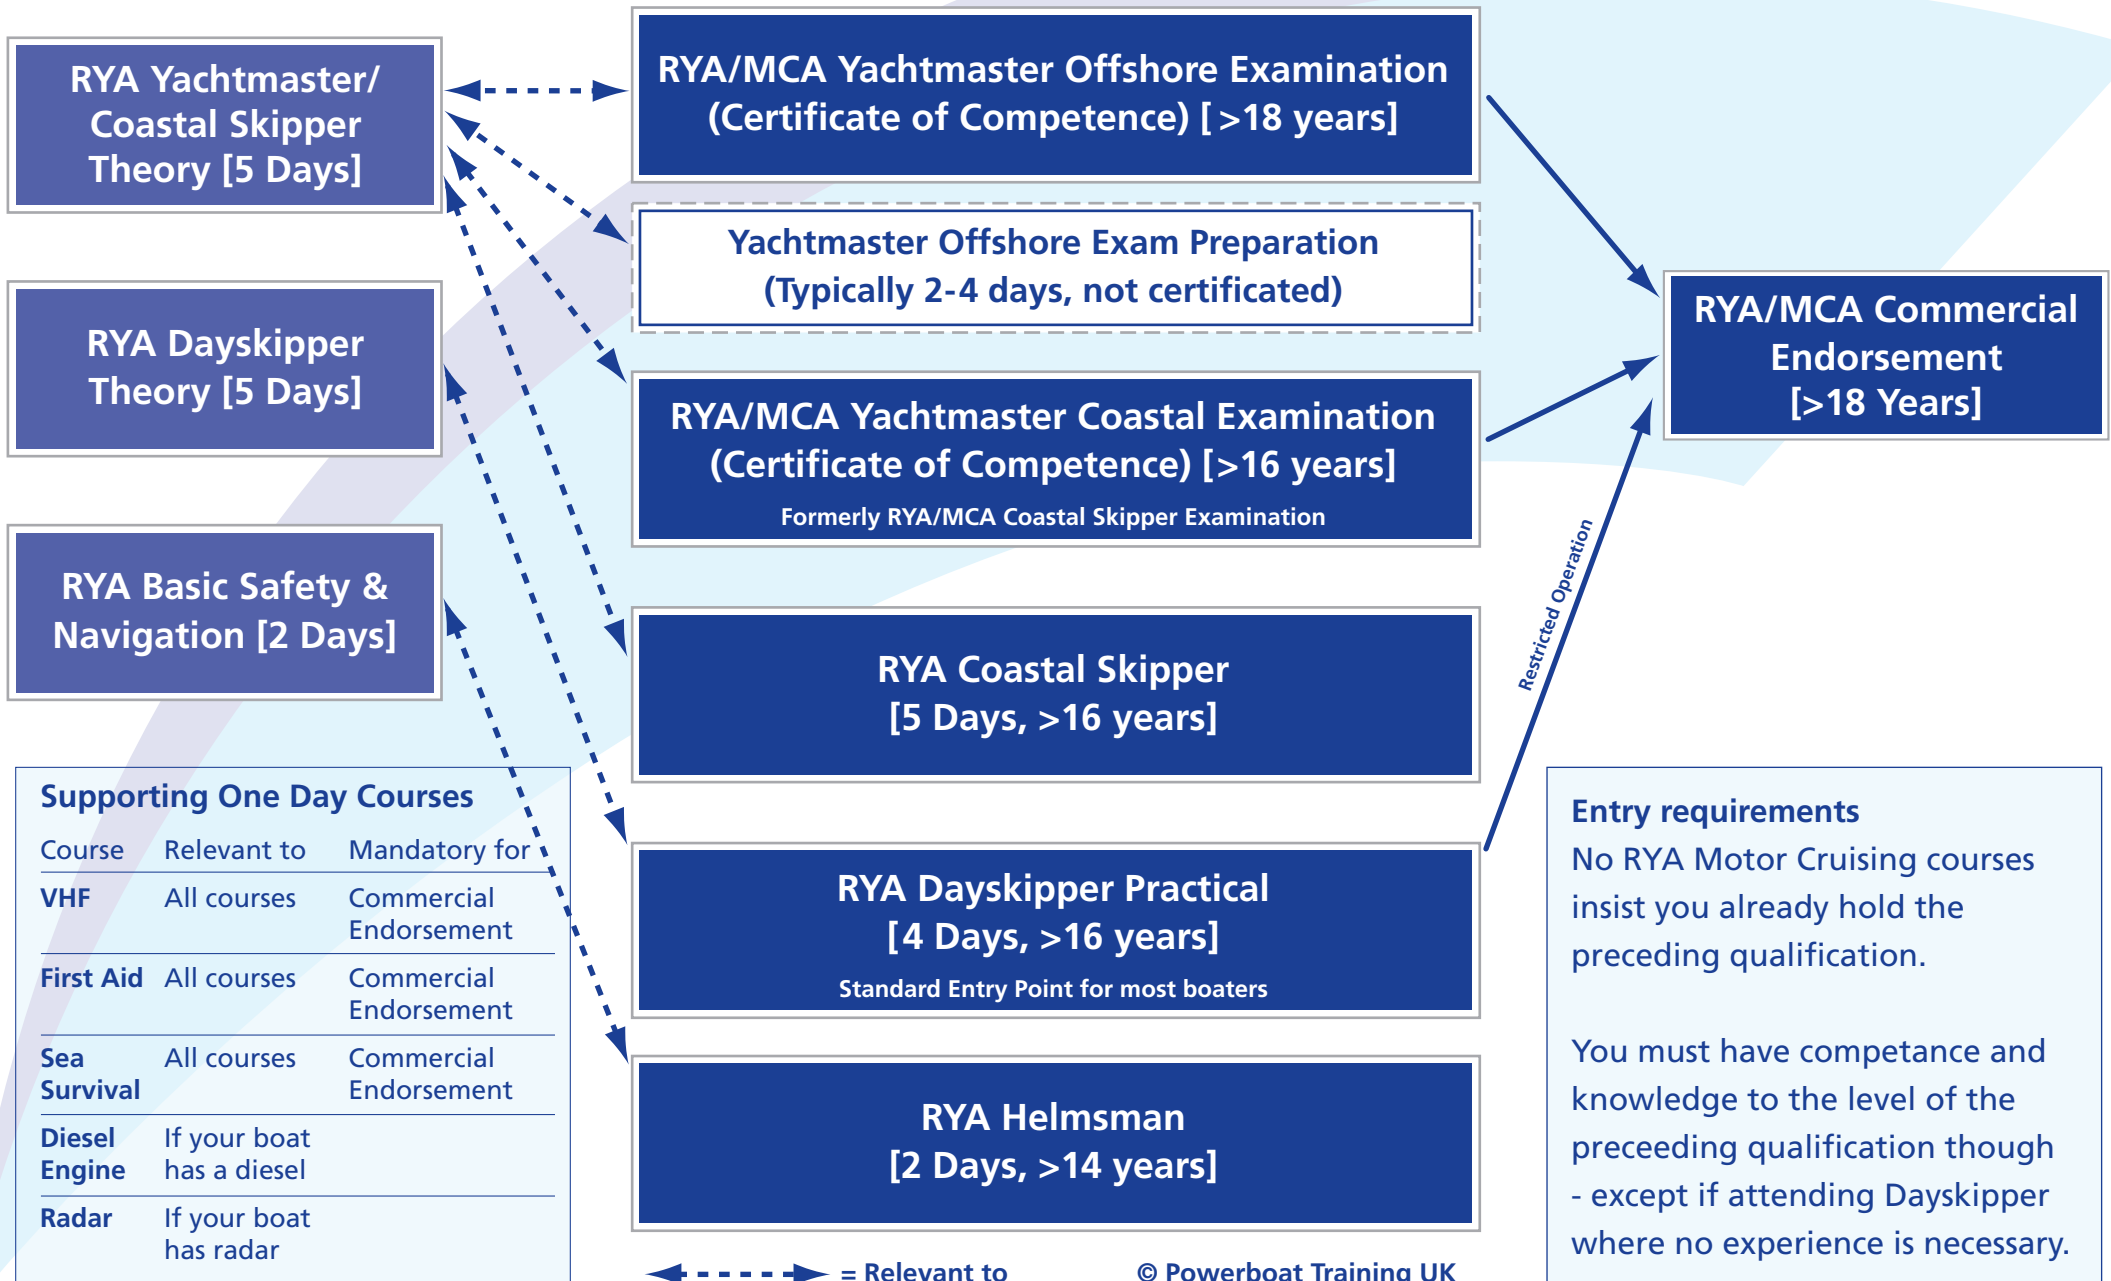 RYA Yachtmaster/
Coastal Skipper
Theory [5 Days]
RYA Dayskipper
Theory [5 Days]
RYA Basic Safety &
Navigation [2 Days]
RYA/MCA Yachtmaster Offshore Examination
(Certificate of Competence) [ >18 years]
Yachtmaster Offshore Exam Preparation
(Typically 2-4 days, not certificated)
RYA/MCA Yachtmaster Coastal Examination
(Certificate of Competence) [>16 years]
Formerly RYA/MCA Coastal Skipper Examination
RYA Coastal Skipper
[5 Days, >16 years]
RYA Dayskipper Practical
[4 Days, >16 years]
Standard Entry Point for most boaters
RYA Helmsman
[2 Days, >14 years]
RYA/MCA Commercial
Endorsement
[>18 Years]
Restricted Operation
Supporting One Day Courses
Course Relevant to Mandatory for
VHF All courses Commercial
Endorsement
First Aid All courses Commercial
Endorsement
Sea All courses Commercial
Survival Endorsement
Diesel If your boat
Engine has a diesel
Radar If your boat
has radar
= Relevant to
© Powerboat Training UK
Entry requirements
No RYA Motor Cruising courses
insist you already hold the
preceding qualification.
You must have competance and
knowledge to the level of the
preceeding qualification though
- except if attending Dayskipper
where no experience is necessary.